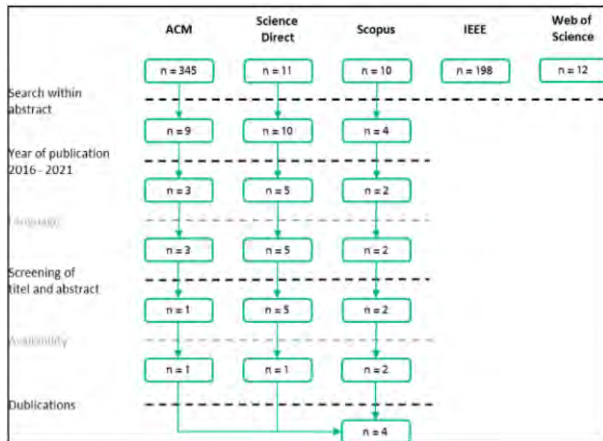 ACM
Science
Direct
Scopus
IEEE
Web of
Science
n = 345
n = 11
n = 10
n = 198
n = 12
Search within
abstract
n = 9
n = 10
n = 4
Year of publication
2016 - 2021
n = 3
n = 5
n = 2
Language
n = 3
n = 5
n = 2
Screening of
titel and abstract
n = 1
n = 5
n = 2
Availability
n = 1
n = 1
n = 2
Dublications
n = 4